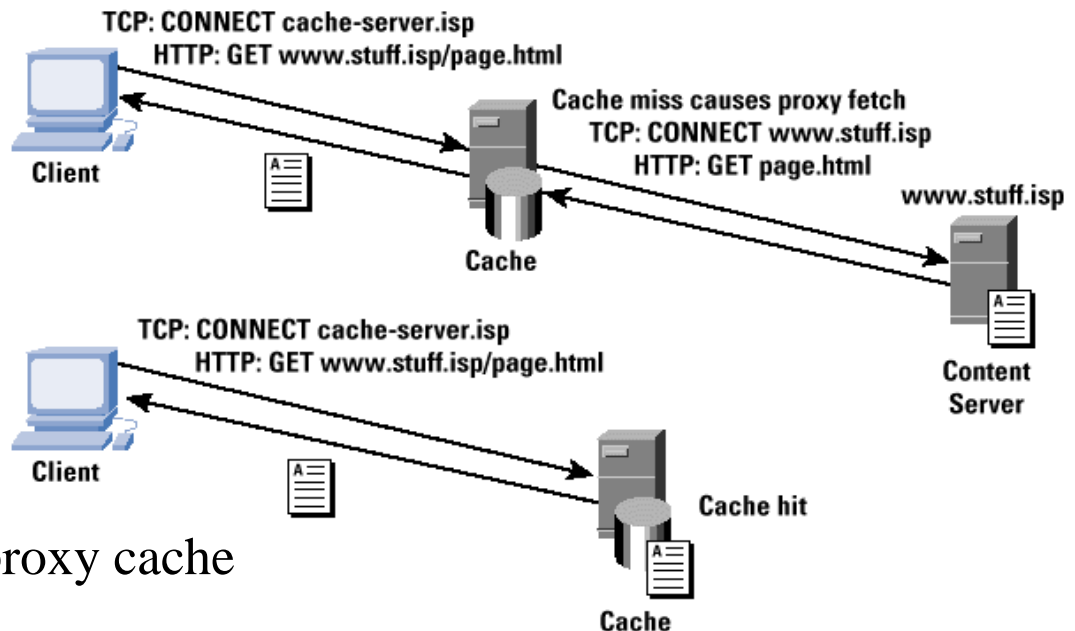 TCP: CONNECT cache-server.isp
HTTP: GET www.stuff.isp/page.html
Cache miss causes proxy fetch
TCP: CONNECT www.stuff.isp
HTTP: GET page.html
www.stuff.isp
Client
A
Cache
A
Content
Server
TCP: CONNECT cache-server.isp
HTTP: GET www.stuff.isp/page.html
Client
A
Cache hit
A
Cache
proxy cache